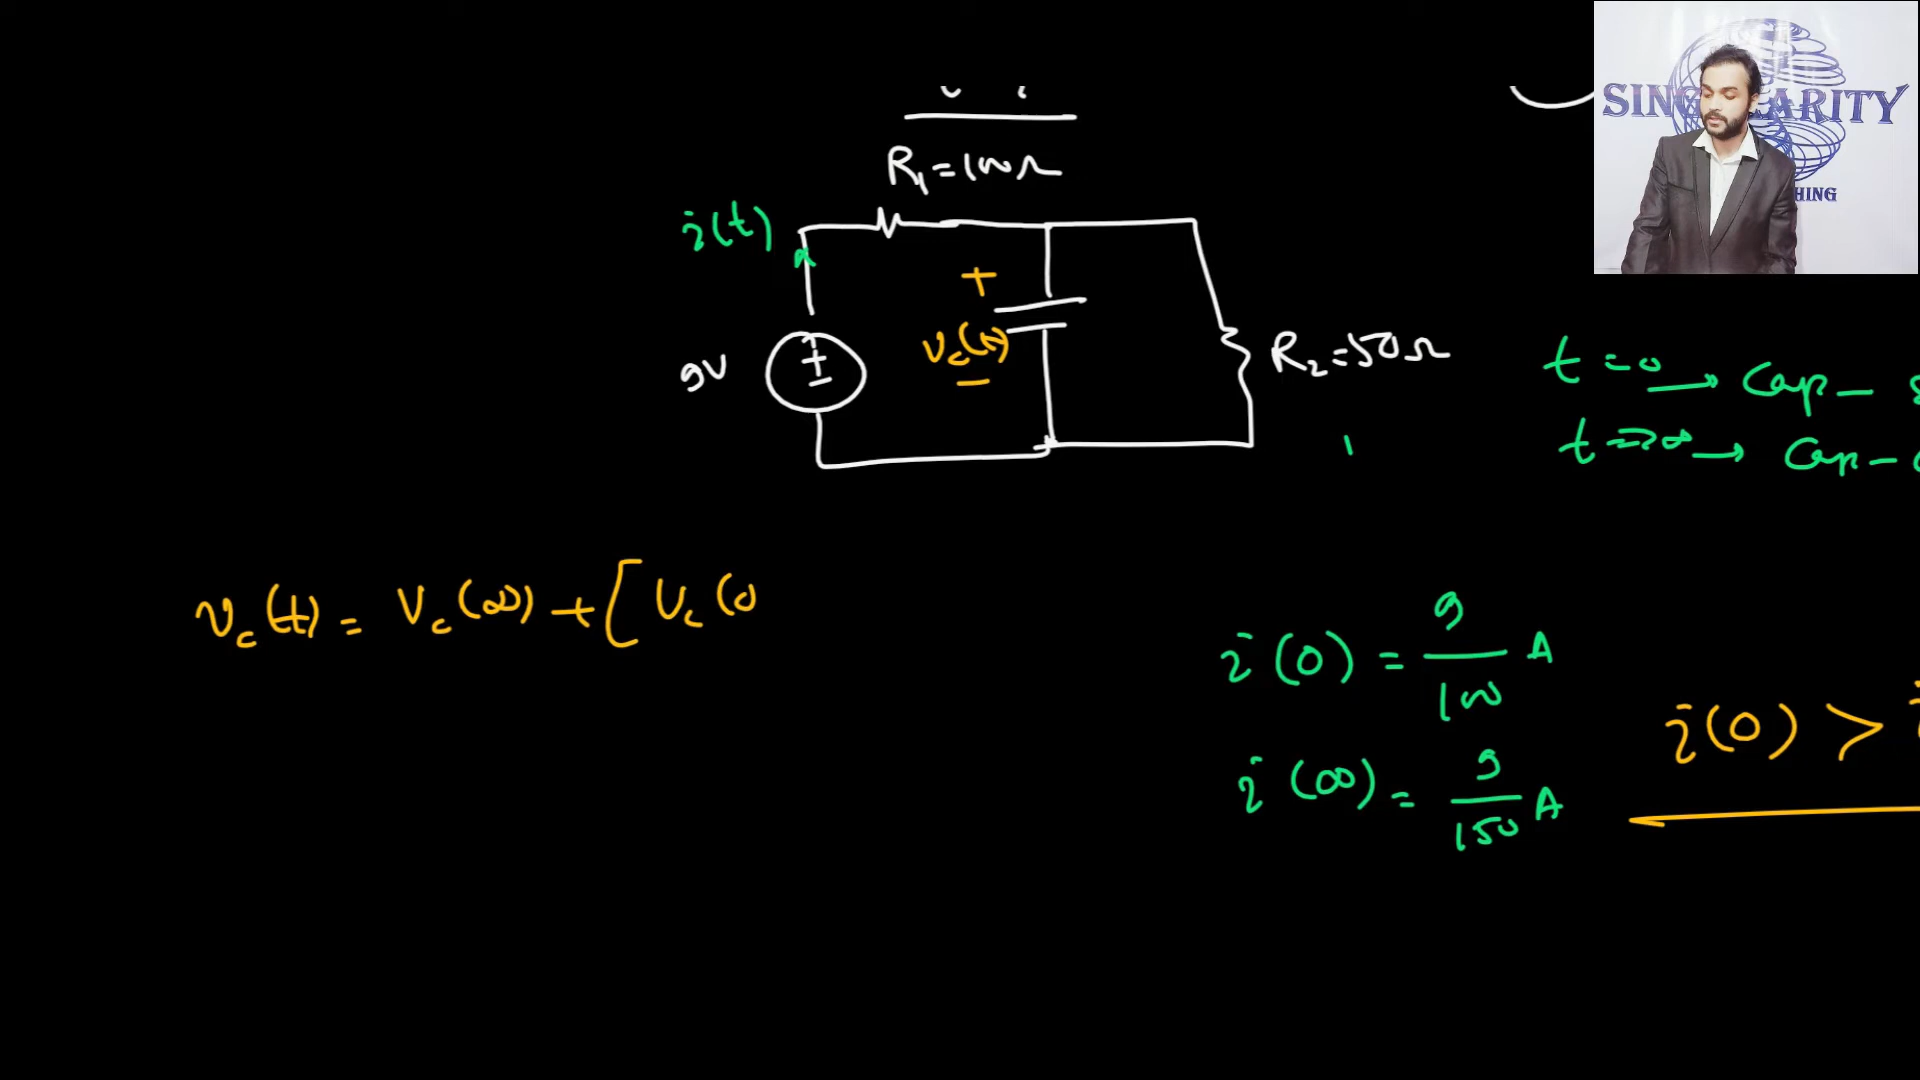 SINGULARITY
HING
R₁=100Ω
i(t)
+
9V
+
-
Vc(t)
-
R₂=50Ω
t=0 → Cap-
t=>∞ → Cap-
Vc(t) = Vc(∞) + [Vc(0
i(0) = 9/100 A
i(∞) = 9/150 A
i(0) >